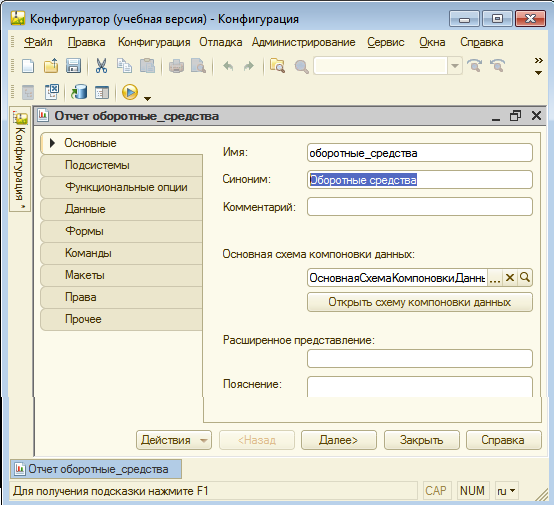 Конфигуратор (учебная версия) - Конфигурация
Файл Правка Конфигурация Отладка Администрирование Сервис Окна Справка
Конфигурация
Отчет оборотные_средства
Основные
Подсистемы
Функциональные опции
Данные
Формы
Команды
Макеты
Права
Прочее
Имя: оборотные_средства
Синоним: Оборотные средства
Комментарий:
Основная схема компоновки данных:
ОсновнаяСхемаКомпоновкиДанны ...
Открыть схему компоновки данных
Расширенное представление:
Пояснение:
Действия <Назад Далее> Закрыть Справка
Отчет оборотные_средства
Для получения подсказки нажмите F1 CAP NUM ru